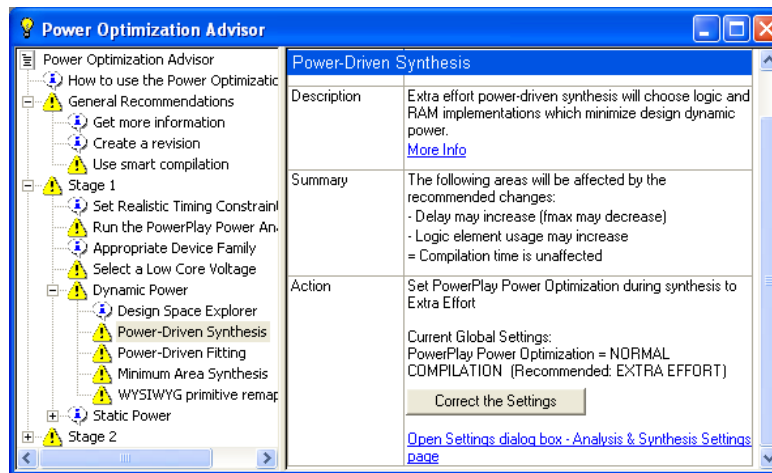 Power Optimization Advisor
Power Optimization Advisor
How to use the Power Optimizatic
General Recommendations
Get more information
Create a revision
Use smart compilation
Stage 1
Set Realistic Timing Constraint
Run the PowerPlay Power An
Appropriate Device Family
Select a Low Core Voltage
Dynamic Power
Design Space Explorer
Power-Driven Synthesis
Power-Driven Fitting
Minimum Area Synthesis
WYSIWYG primitive remap
Static Power
Stage 2
Power-Driven Synthesis
Description
Extra effort power-driven synthesis will choose logic and
RAM implementations which minimize design dynamic
power.
More Info
Summary
The following areas will be affected by the
recommended changes:
- Delay may increase (fmax may decrease)
- Logic element usage may increase
= Compilation time is unaffected
Action
Set PowerPlay Power Optimization during synthesis to
Extra Effort
Current Global Settings:
PowerPlay Power Optimization = NORMAL
COMPILATION (Recommended: EXTRA EFFORT)
Correct the Settings
Open Settings dialog box - Analysis & Synthesis Settings
page